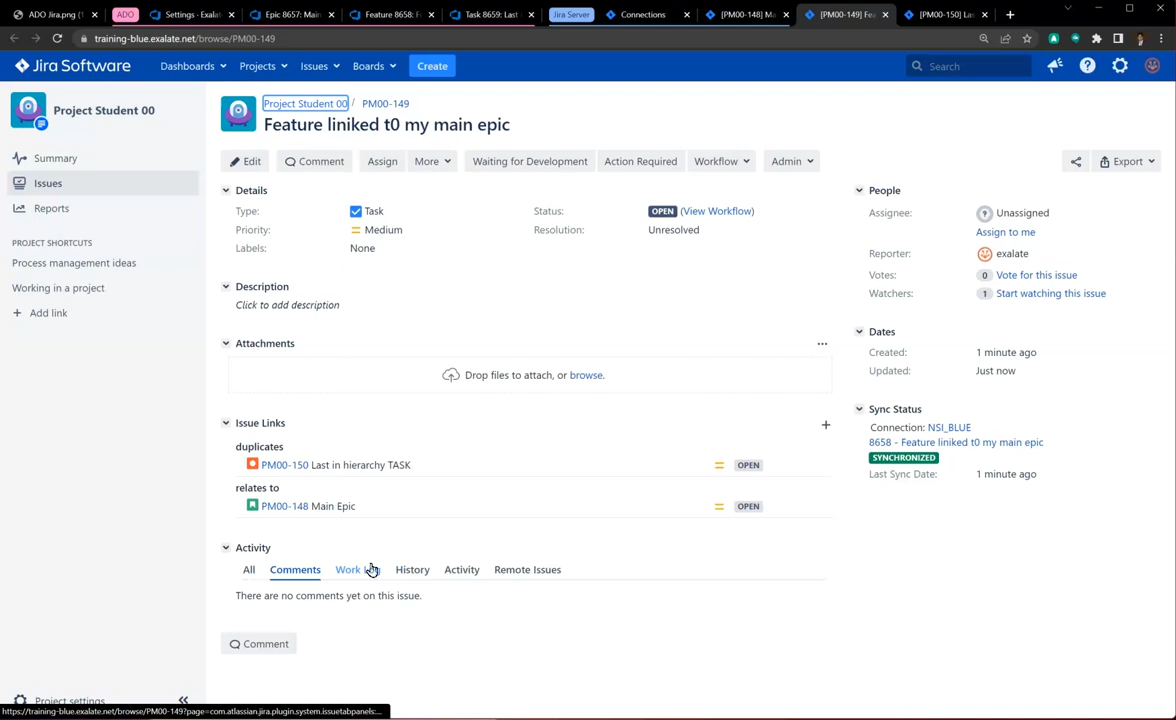 ADO Jira.png (1
ADO
Settings - Exalat
Epic 8657: Main
Feature 8658: F
Task 8659: Last
Jira Server
Connections
[PM00-148] Ma
[PM00-149] Fea
[PM00-150] Las
training-blue.exalate.net/browse/PM00-149
Jira Software
Dashboards
Projects
Issues
Boards
Create
Search
Project Student 00
Summary
Issues
Reports
PROJECT SHORTCUTS
Process management ideas
Working in a project
Add link
Project settings
Project Student 00 / PM00-149
Feature liniked t0 my main epic
Edit
Comment
Assign
More
Waiting for Development
Action Required
Workflow
Admin
Export
Details
Type: Task
Status: OPEN (View Workflow)
Priority: Medium
Resolution: Unresolved
Labels: None
Description
Click to add description
Attachments
Drop files to attach, or browse.
Issue Links
duplicates
PM00-150 Last in hierarchy TASK OPEN
relates to
PM00-148 Main Epic OPEN
Activity
All Comments Work History Activity Remote Issues
There are no comments yet on this issue.
Comment
People
Assignee: Unassigned
Assign to me
Reporter: exalate
Votes: 0 Vote for this issue
Watchers: 1 Start watching this issue
Dates
Created: 1 minute ago
Updated: Just now
Sync Status
Connection: NSI_BLUE
8658 - Feature liniked t0 my main epic
SYNCHRONIZED
Last Sync Date: 1 minute ago
https://training-blue.exalate.net/browse/PM00-149?page=com.atlassian.jira.plugin.system.issuetabpanels:...